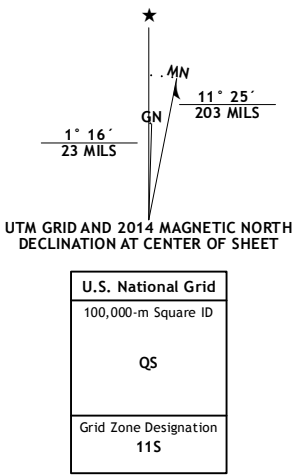 MN
11° 25´
203 MILS
GN
1° 16´
23 MILS
UTM GRID AND 2014 MAGNETIC NORTH
DECLINATION AT CENTER OF SHEET
U.S. National Grid
100,000-m Square ID
QS
Grid Zone Designation
11S